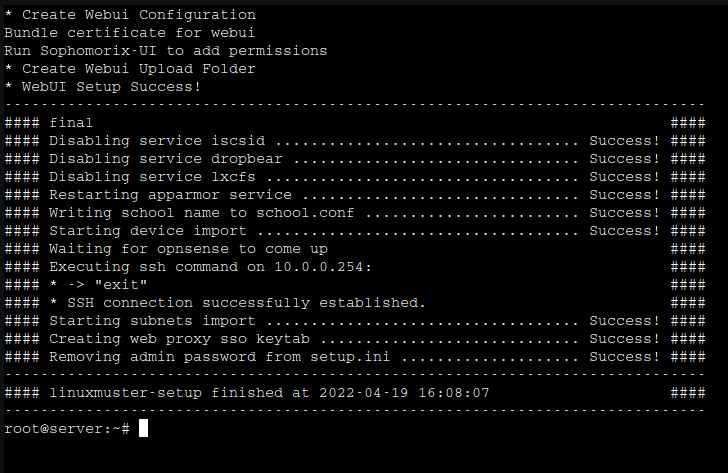 * Create Webui Configuration
Bundle certificate for webui
Run Sophomorix-UI to add permissions
* Create Webui Upload Folder
* WebUI Setup Success!
------------------------------------------------------------------------------
#### final                                                                ####
#### Disabling service iscsid .................................. Success! ####
#### Disabling service dropbear ................................ Success! ####
#### Disabling service lxcfs ................................... Success! ####
#### Restarting apparmor service ............................... Success! ####
#### Writing school name to school.conf ........................ Success! ####
#### Starting device import .................................... Success! ####
#### Waiting for opnsense to come up                                      ####
#### Executing ssh command on 10.0.0.254:                                 ####
#### * -> "exit"                                                          ####
#### * SSH connection successfully established.                           ####
#### Starting subnets import ................................... Success! ####
#### Creating web proxy sso keytab ............................. Success! ####
#### Removing admin password from setup.ini .................... Success! ####
------------------------------------------------------------------------------
#### linuxmuster-setup finished at 2022-04-19 16:08:07                    ####
------------------------------------------------------------------------------
root@server:~#